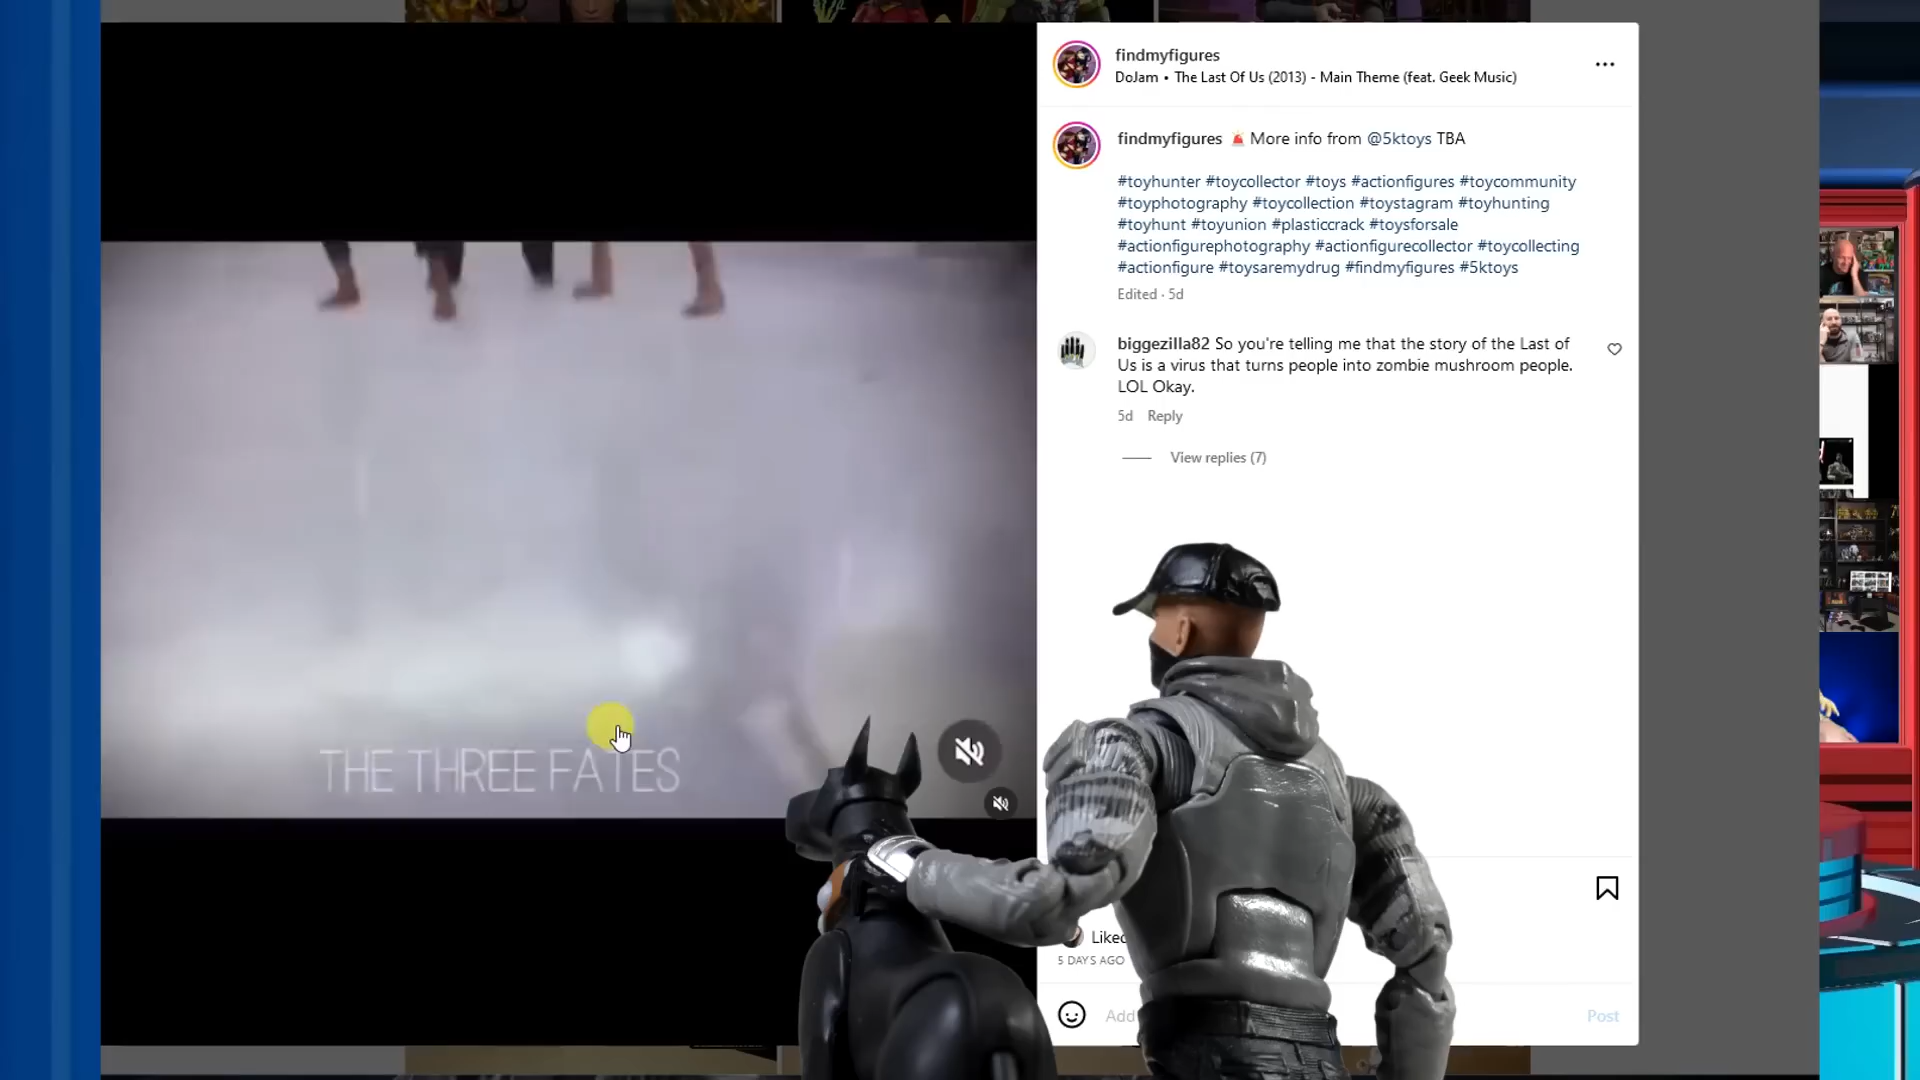 findmyfigures
DoJam • The Last Of Us (2013) - Main Theme (feat. Geek Music)
findmyfigures 🚨 More info from @5ktoys TBA
#toyhunter #toycollector #toys #actionfigures #toycommunity
#toyphotography #toycollection #toystagram #toyhunting
#toyhunt #toyunion #plasticcrack #toysforsale
#actionfigurephotography #actionfigurecollector #toycollecting
#actionfigure #toysaremydrug #findmyfigures #5ktoys
Edited · 5d
biggezilla82 So you're telling me that the story of the Last of
Us is a virus that turns people into zombie mushroom people.
LOL Okay.
5d Reply
View replies (7)
THE THREE FATES
Liked
5 DAYS AGO
Add
Post